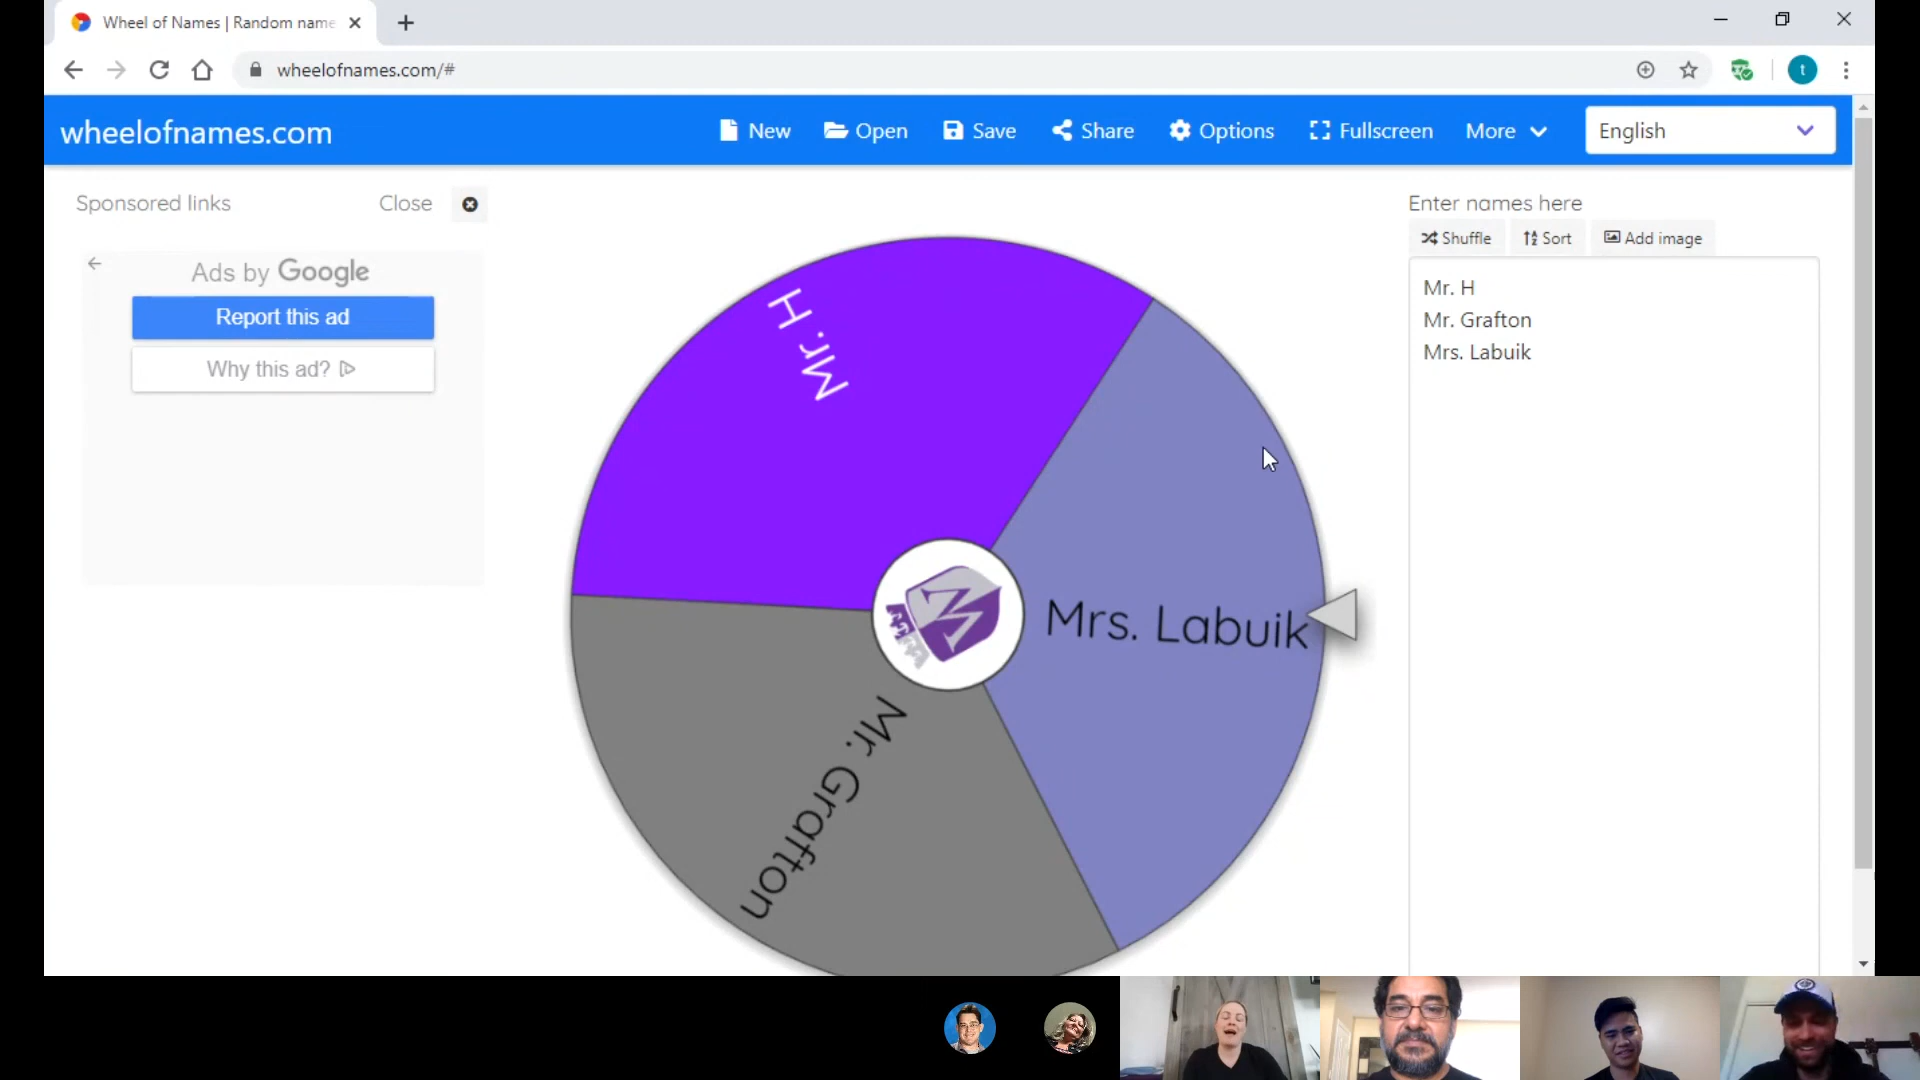 Wheel of Names | Random name
wheelofnames.com/#
t
wheelofnames.com
New
Open
Save
Share
Options
Fullscreen
More
English
Sponsored links
Close
Ads by Google
Report this ad
Why this ad?
Enter names here
Shuffle
Sort
Add image
Mr. H
Mr. Grafton
Mrs. Labuik
Mr. H
Mrs. Labuik
Mr. Grafton